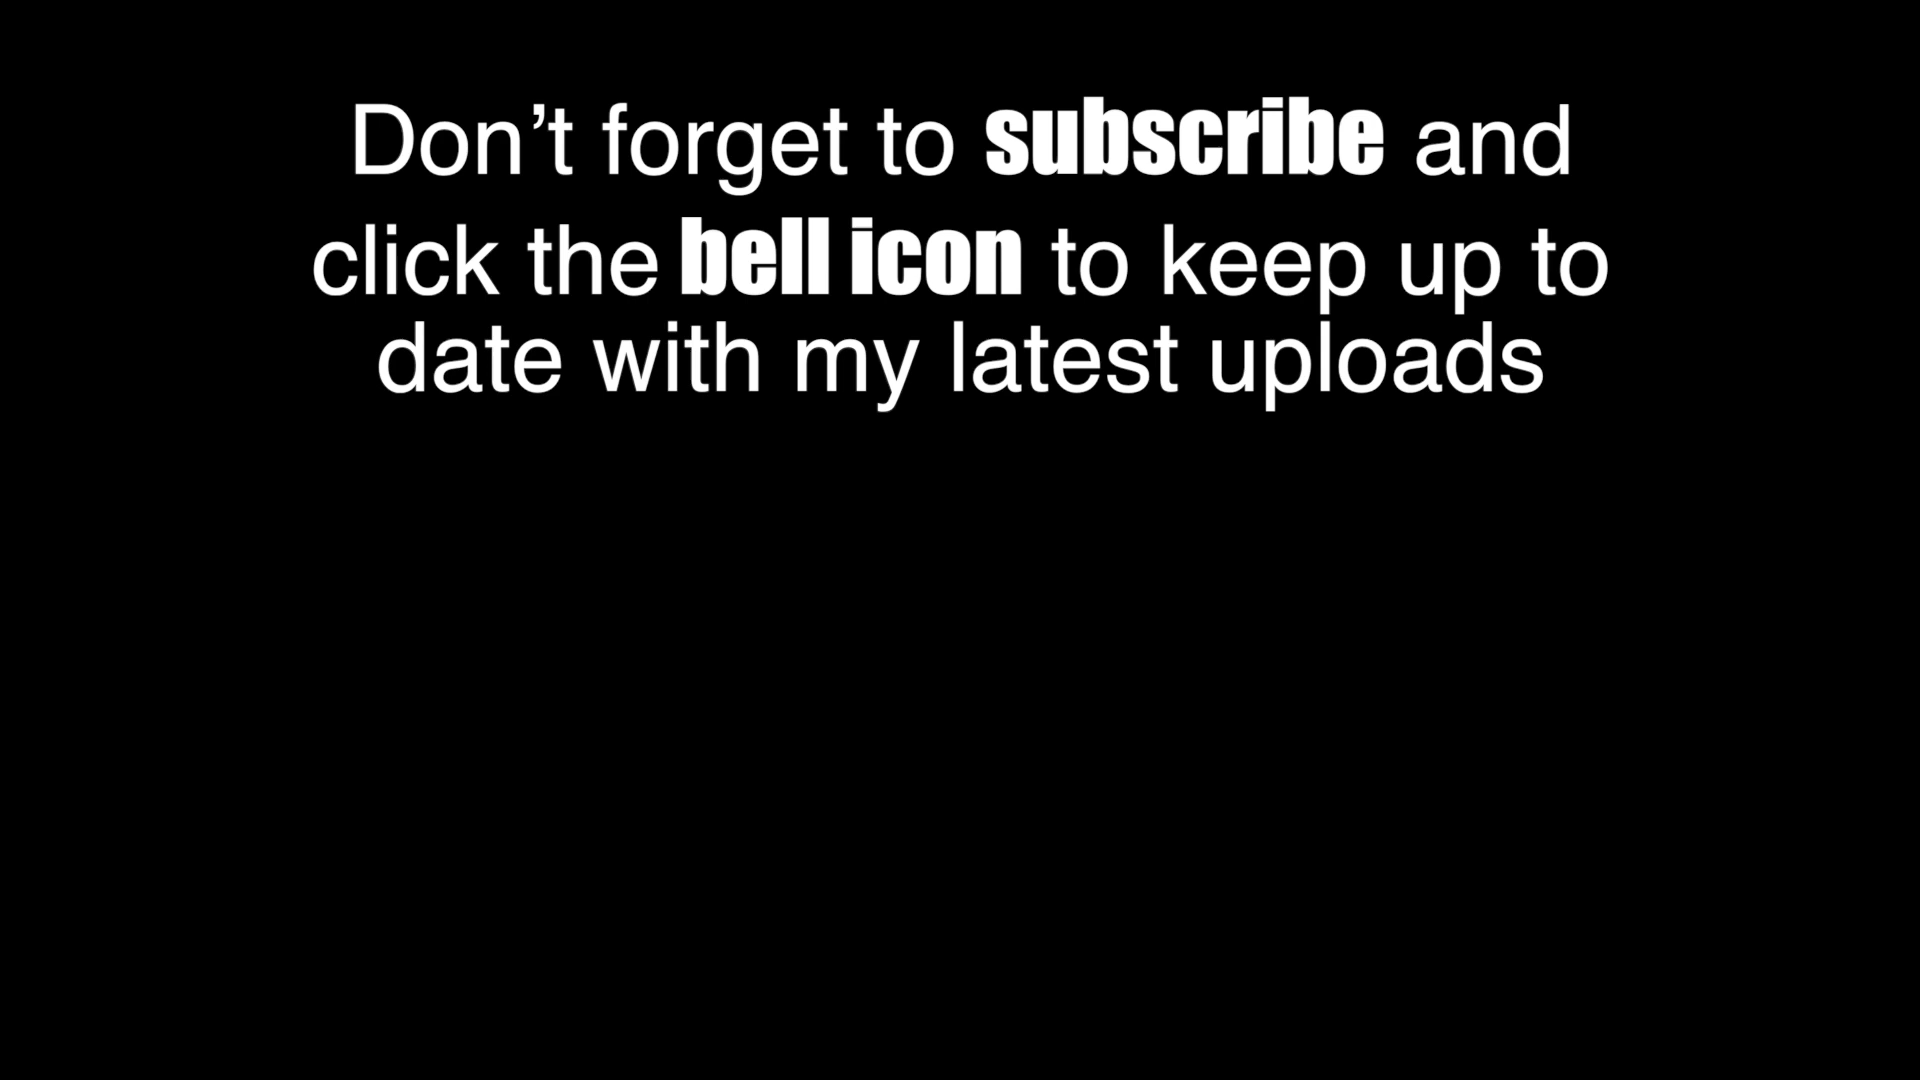 Don’t forget to subscribe and
click the bell icon to keep up to
date with my latest uploads